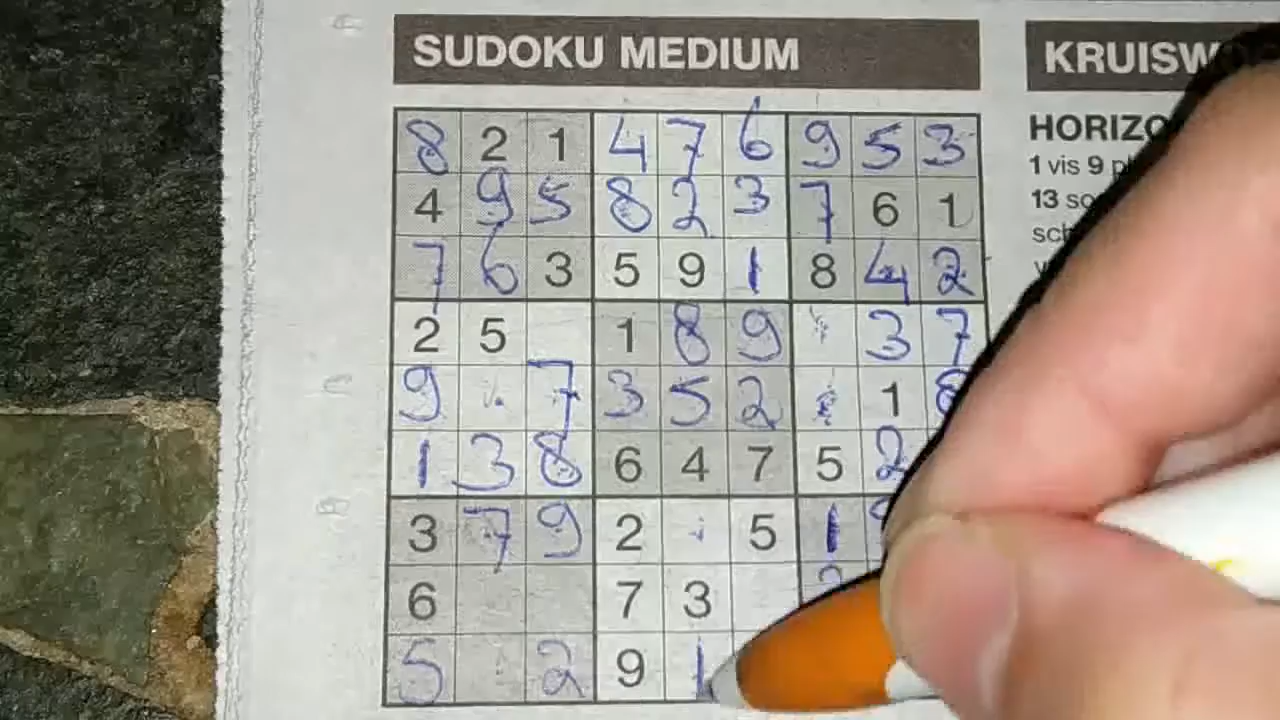 SUDOKU MEDIUM
8 2 1 4 7 6 9 5 3
4 9 5 8 2 3 7 6 1
7 6 3 5 9 1 8 4 2
2 5 1 8 9 3 7
9 7 3 5 2 1 8
1 3 8 6 4 7 5 2
3 7 9 2 5 1
6 7 3
5 2 9 1
HORIZO
1 vis 9
13